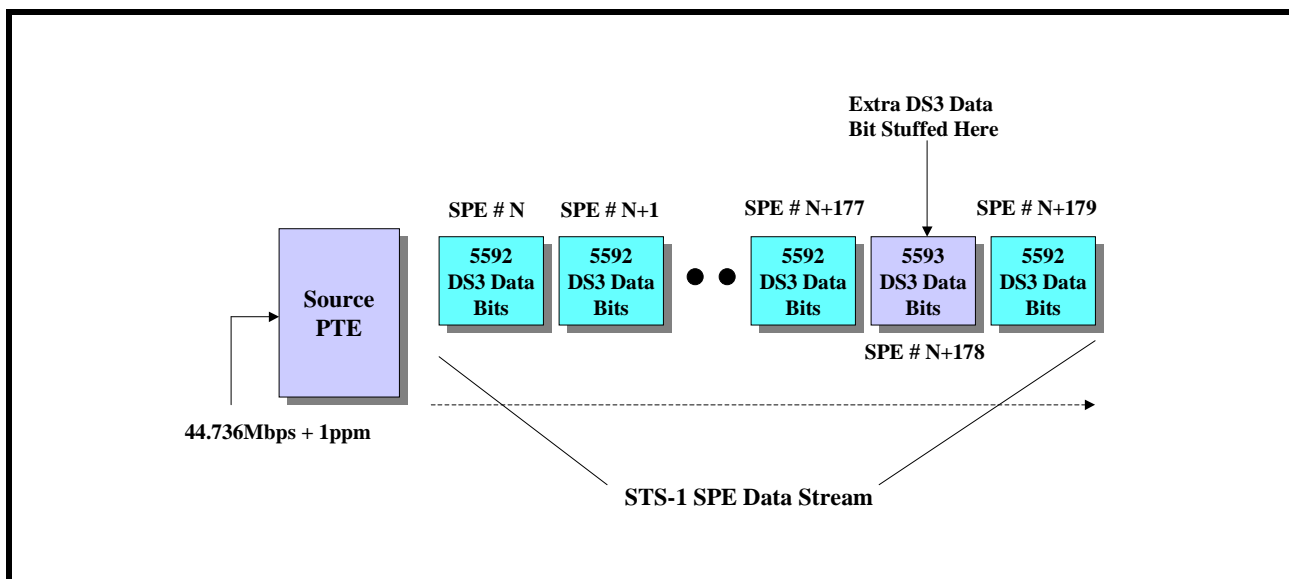 Extra DS3 Data
Bit Stuffed Here
SPE # N
SPE # N+1
SPE # N+177
SPE # N+179
Source
PTE
5592
DS3 Data
Bits
5592
DS3 Data
Bits
5592
DS3 Data
Bits
5593
DS3 Data
Bits
5592
DS3 Data
Bits
SPE # N+178
44.736Mbps + 1ppm
STS-1 SPE Data Stream